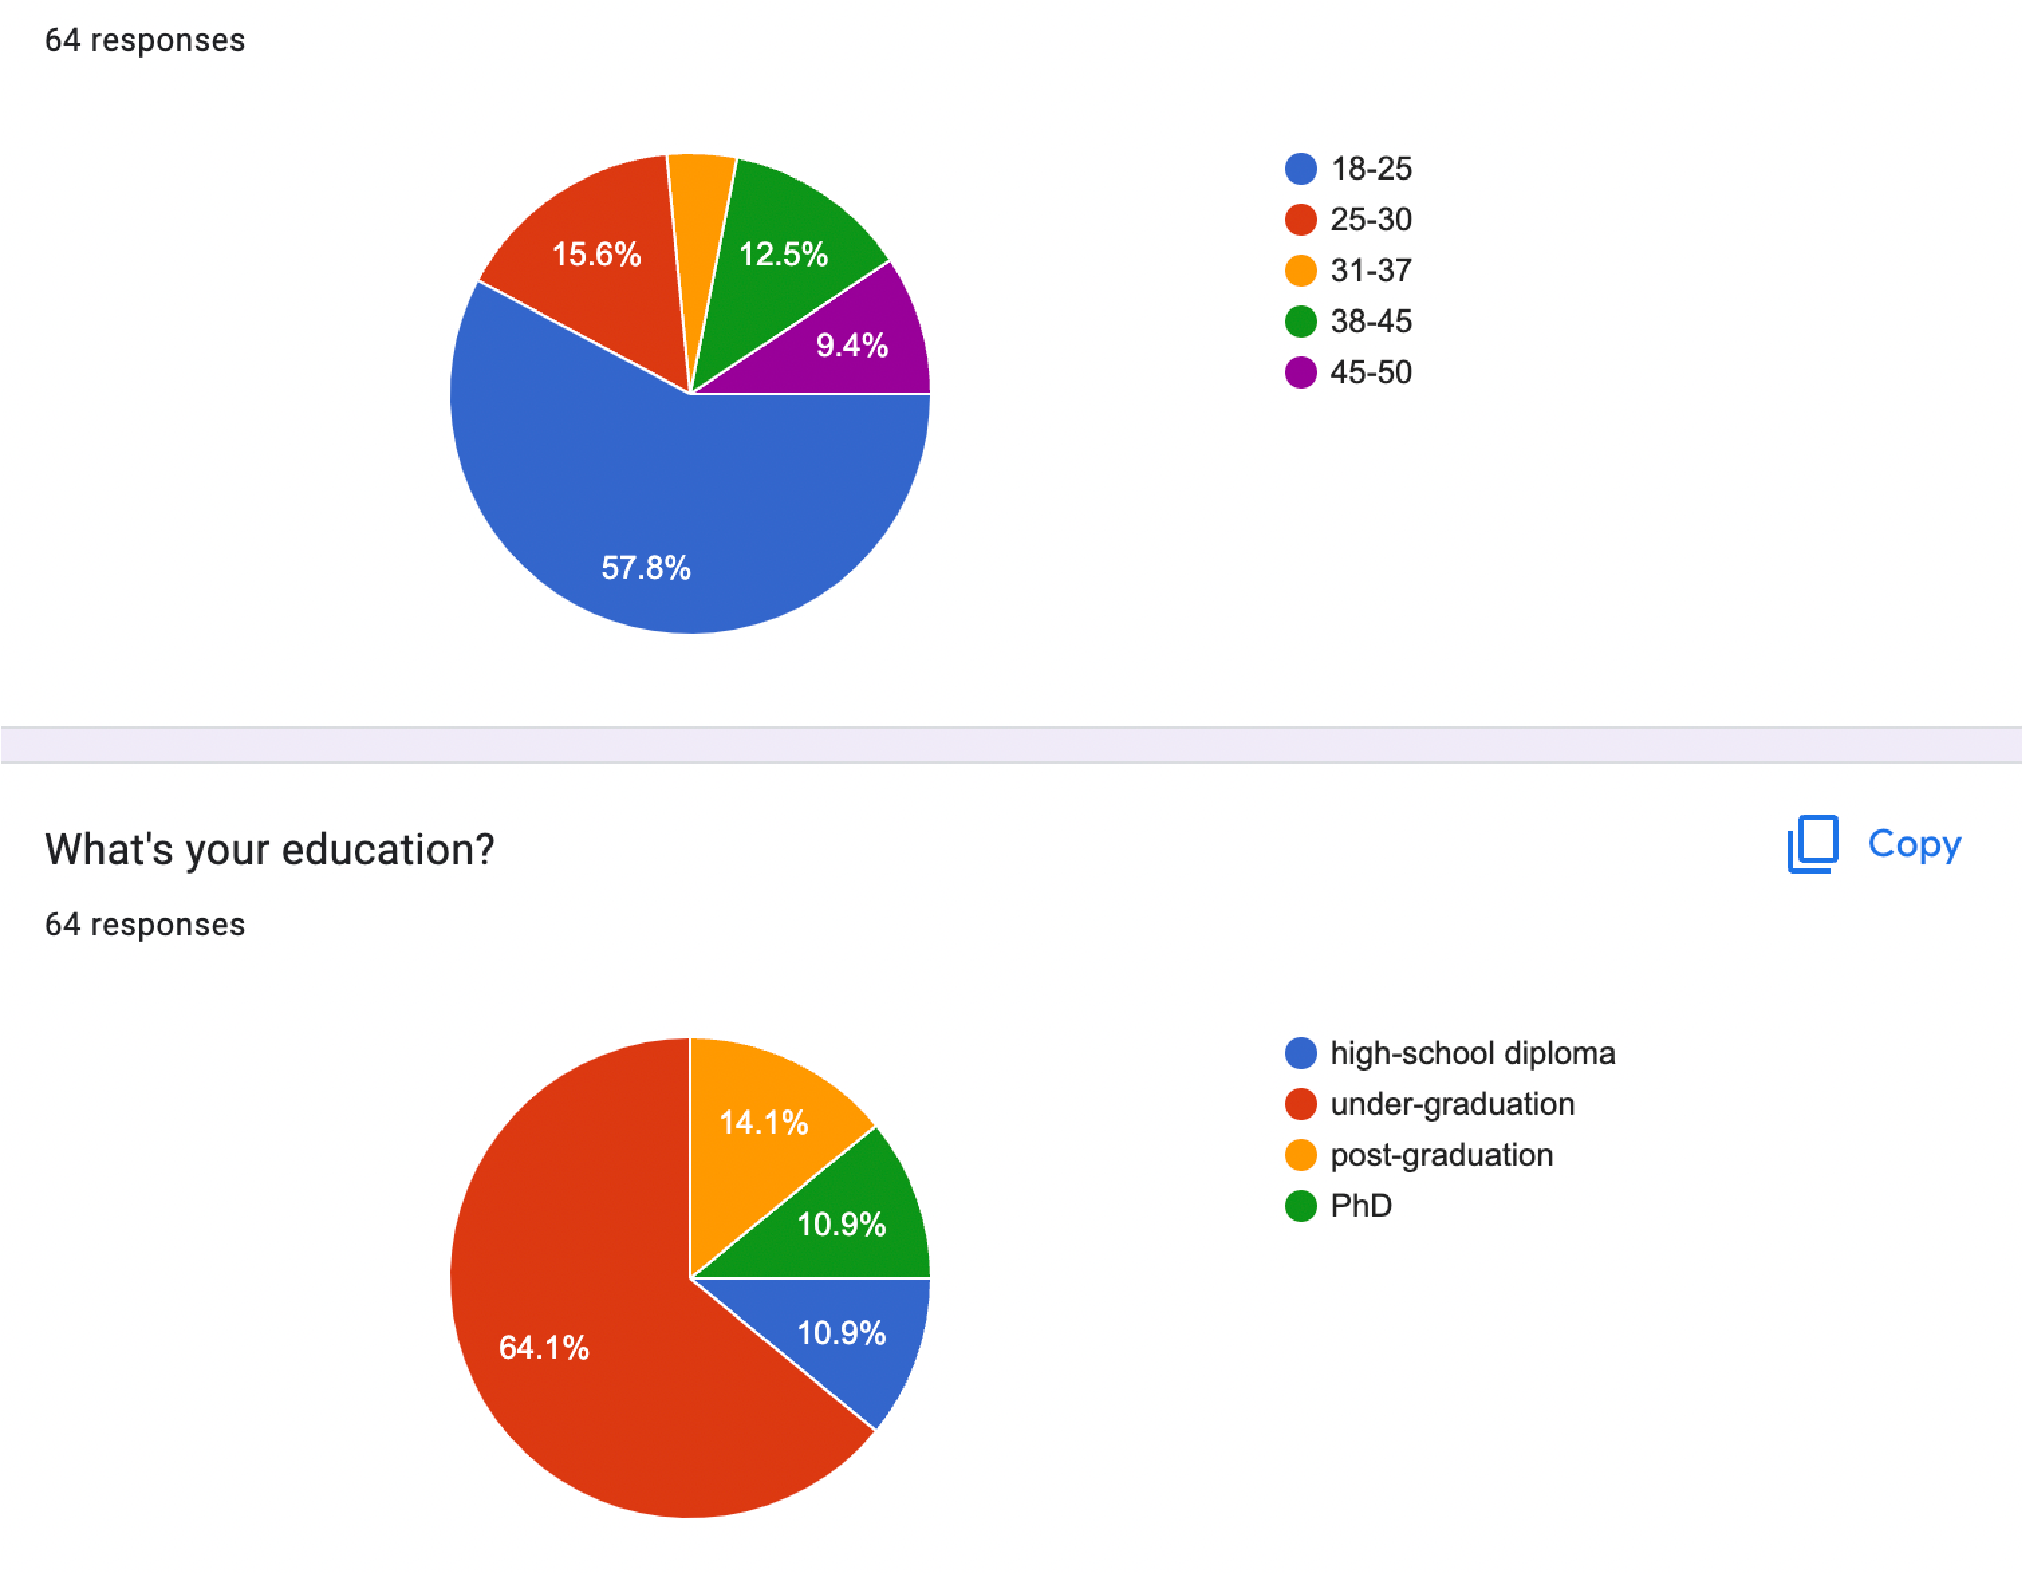 64 responses
18-25
25-30
31-37
38-45
45-50
15.6%
12.5%
9.4%
57.8%
What's your education?
Copy
64 responses
high-school diploma
under-graduation
post-graduation
PhD
14.1%
10.9%
10.9%
64.1%